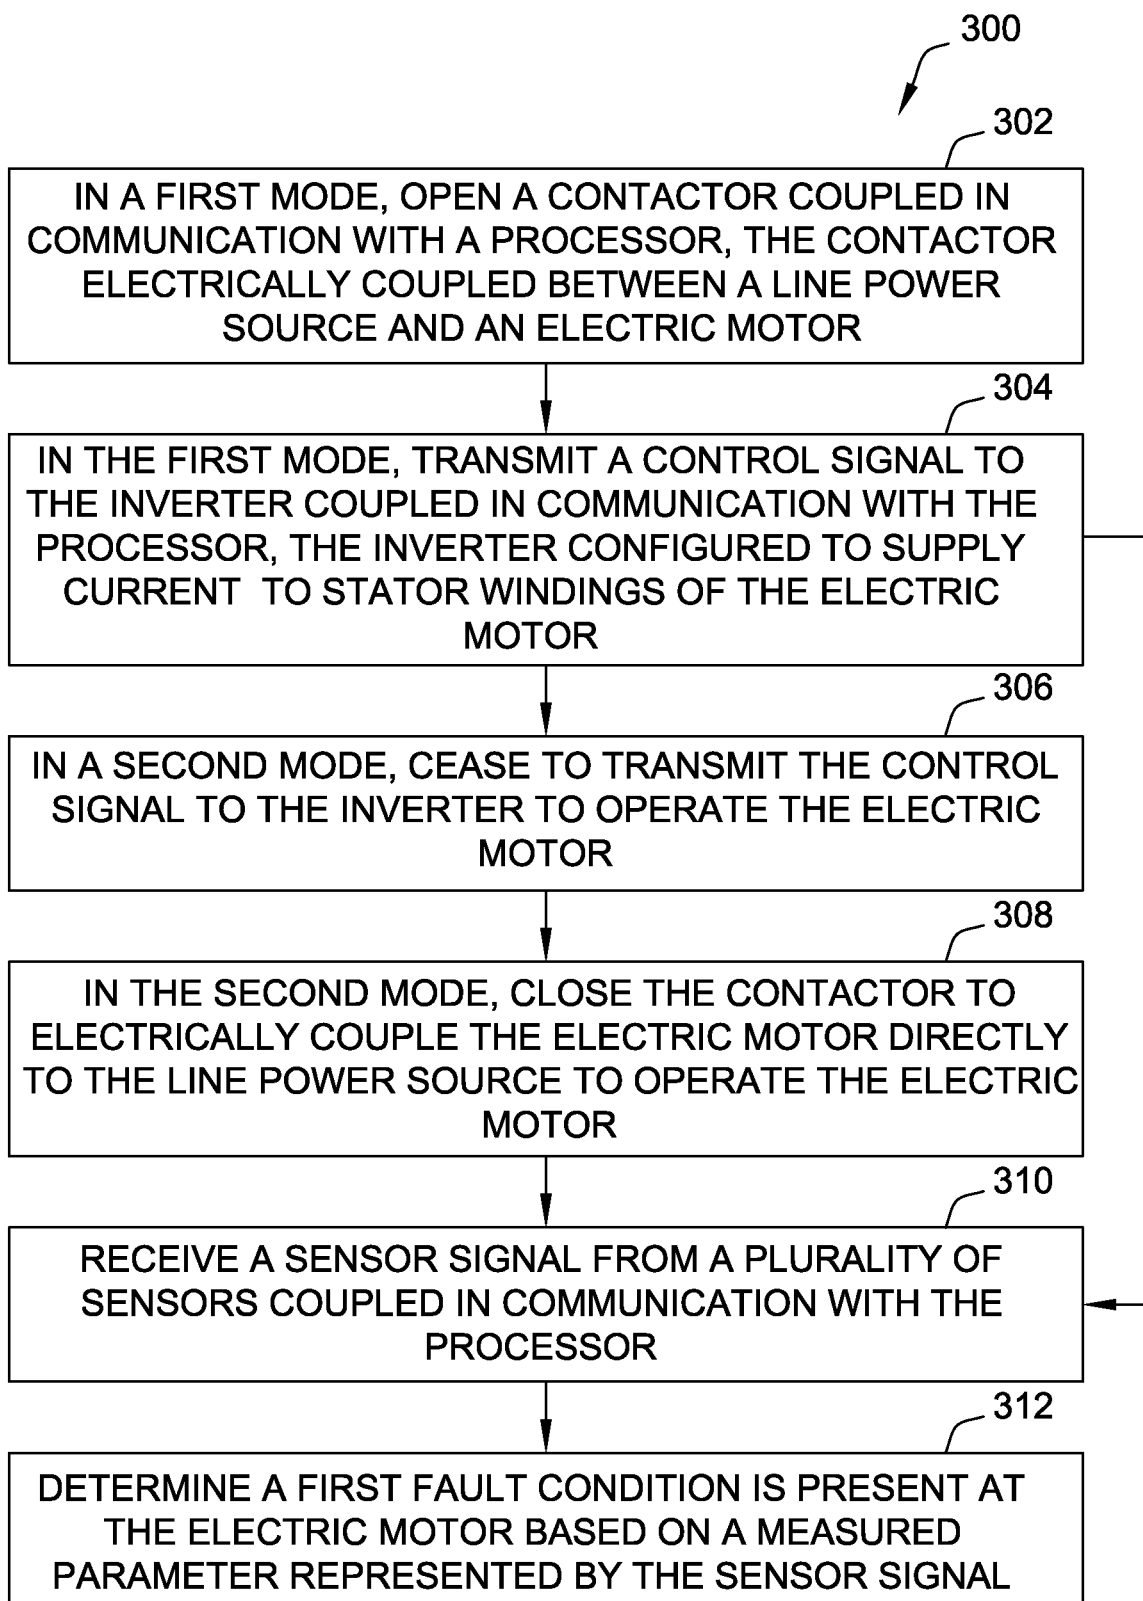 300
302
IN A FIRST MODE, OPEN A CONTACTOR COUPLED IN
COMMUNICATION WITH A PROCESSOR, THE CONTACTOR
ELECTRICALLY COUPLED BETWEEN A LINE POWER
SOURCE AND AN ELECTRIC MOTOR
304
IN THE FIRST MODE, TRANSMIT A CONTROL SIGNAL TO
THE INVERTER COUPLED IN COMMUNICATION WITH THE
PROCESSOR, THE INVERTER CONFIGURED TO SUPPLY
CURRENT TO STATOR WINDINGS OF THE ELECTRIC
MOTOR
306
IN A SECOND MODE, CEASE TO TRANSMIT THE CONTROL
SIGNAL TO THE INVERTER TO OPERATE THE ELECTRIC
MOTOR
308
IN THE SECOND MODE, CLOSE THE CONTACTOR TO
ELECTRICALLY COUPLE THE ELECTRIC MOTOR DIRECTLY
TO THE LINE POWER SOURCE TO OPERATE THE ELECTRIC
MOTOR
310
RECEIVE A SENSOR SIGNAL FROM A PLURALITY OF
SENSORS COUPLED IN COMMUNICATION WITH THE
PROCESSOR
312
DETERMINE A FIRST FAULT CONDITION IS PRESENT AT
THE ELECTRIC MOTOR BASED ON A MEASURED
PARAMETER REPRESENTED BY THE SENSOR SIGNAL